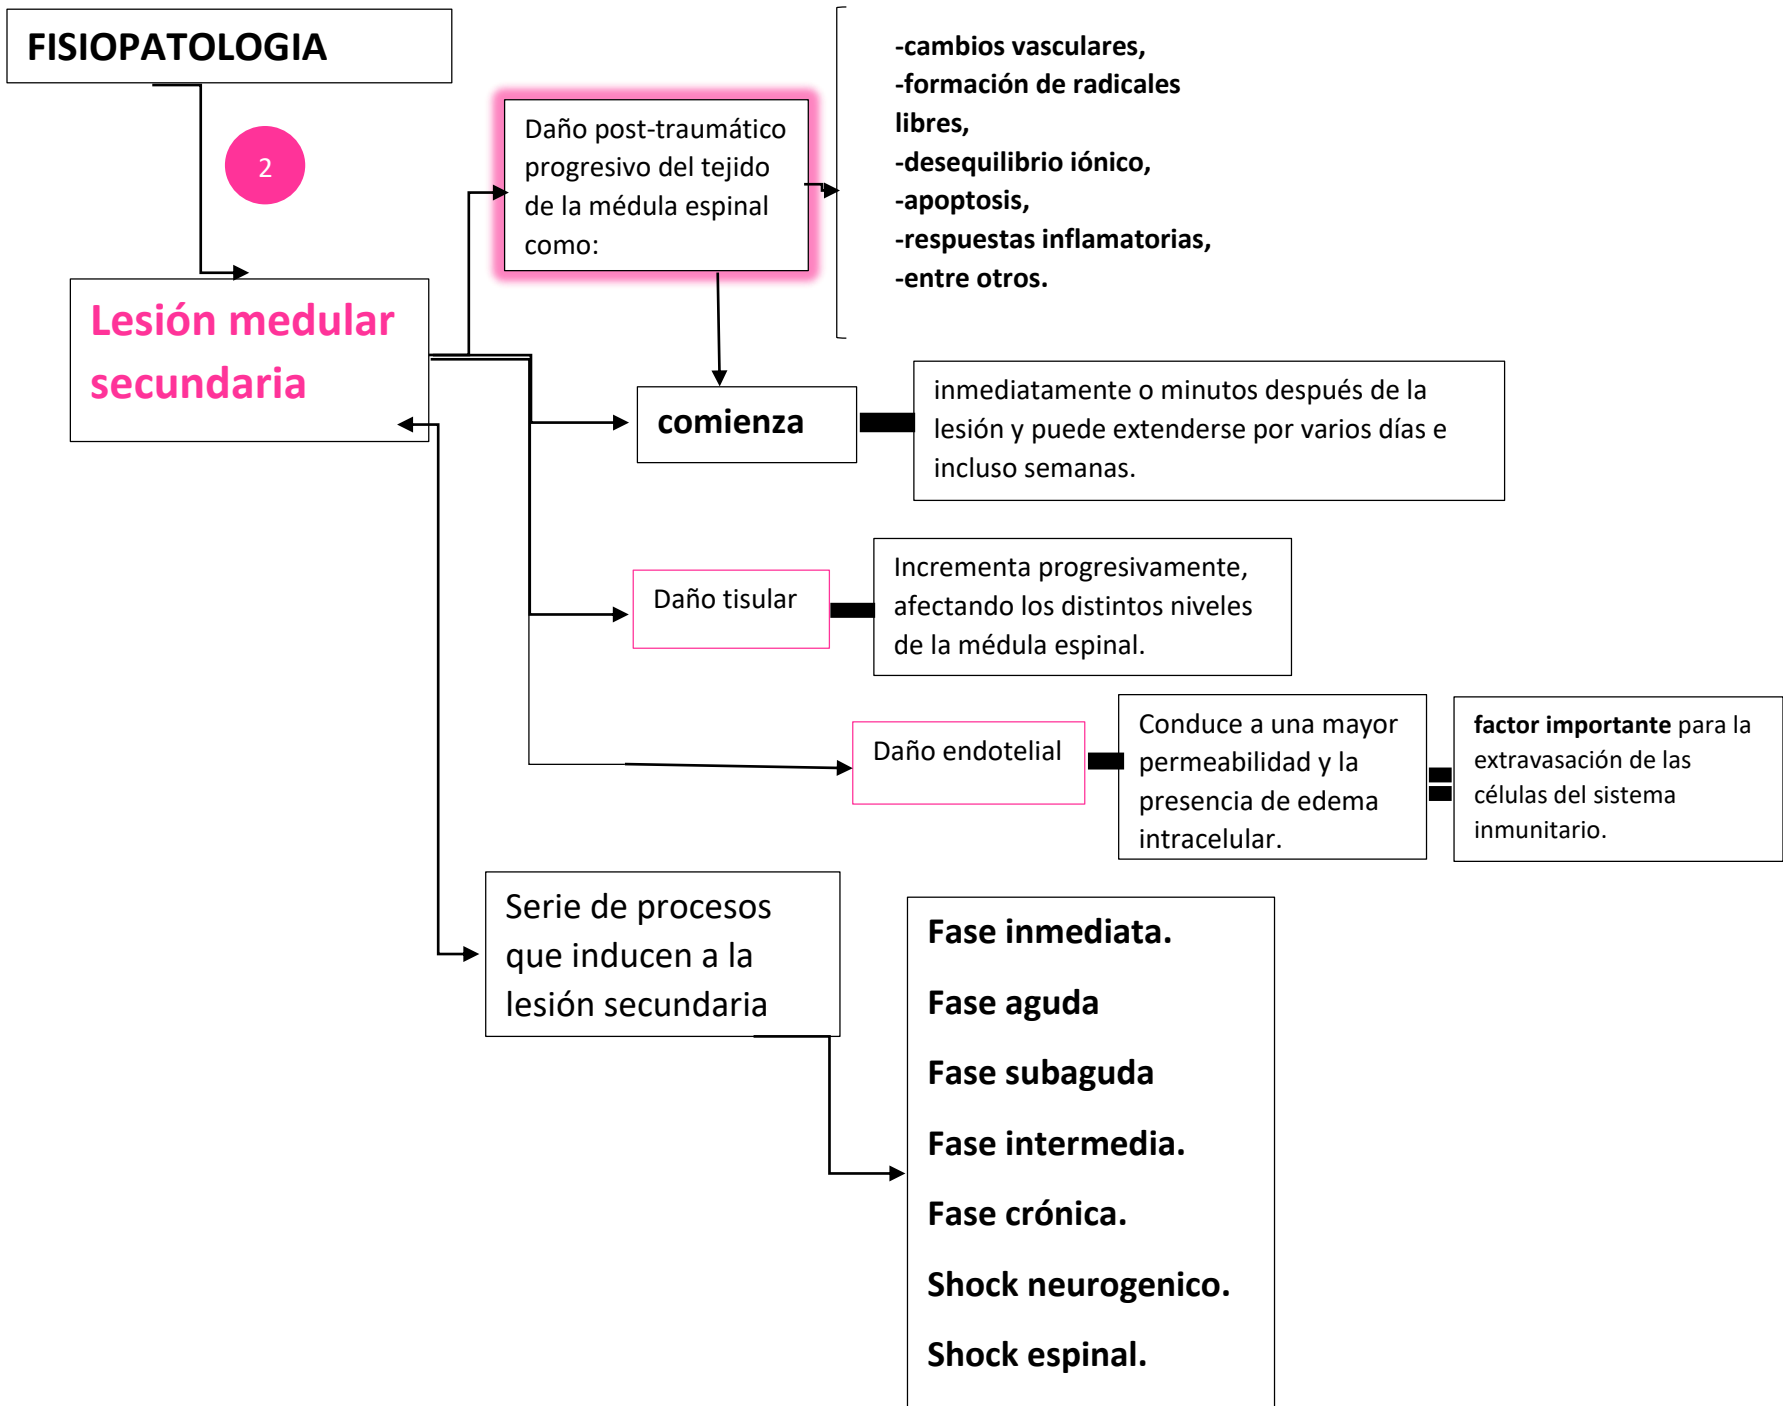 FISIOPATOLOGIA
2
Lesión medular
secundaria
Daño post-traumático
progresivo del tejido
de la médula espinal
como:
-cambios vasculares,
-formación de radicales
libres,
-desequilibrio iónico,
-apoptosis,
-respuestas inflamatorias,
-entre otros.
comienza
inmediatamente o minutos después de la
lesión y puede extenderse por varios días e
incluso semanas.
Daño tisular
Incrementa progresivamente,
afectando los distintos niveles
de la médula espinal.
Daño endotelial
Conduce a una mayor
permeabilidad y la
presencia de edema
intracelular.
factor importante para la
extravasación de las
células del sistema
inmunitario.
Serie de procesos
que inducen a la
lesión secundaria
Fase inmediata.
Fase aguda
Fase subaguda
Fase intermedia.
Fase crónica.
Shock neurogenico.
Shock espinal.